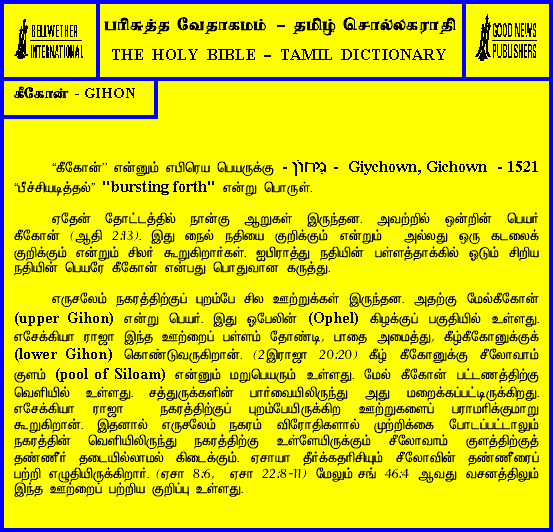 BELLWETHER
INTERNATIONAL
பரிசுத்த வேதாகமம் – தமிழ் சொல்லகராதி
THE HOLY BIBLE – TAMIL DICTIONARY
GOOD NEWS
PUBLISHERS
கீகோன் - GIHON
“கீகோன்” என்னும் எபிரெய பெயருக்கு - גִּיחוֹן - Giychown, Gichown - 1521
“பீச்சியடித்தல்” "bursting forth" என்று பொருள்.
ஏதேன் தோட்டத்தில் நான்கு ஆறுகள் இருந்தன. அவற்றில் ஒன்றின் பெயர்
கீகோன் (ஆதி 2:13). இது நைல் நதியை குறிக்கும் என்றும் அல்லது ஒரு கடலைக்
குறிக்கும் என்றும் சிலர் கூறுகிறார்கள். ஐபிராத்து நதியின் பள்ளத்தாக்கில் ஓடும் சிறிய
நதியின் பெயரே கீகோன் என்பது பொதுவான கருத்து.
எருசலேம் நகரத்திற்குப் புறம்பே சில ஊற்றுக்கள் இருந்தன. அதற்கு மேல்கீகோன்
(upper Gihon) என்று பெயர். இது ஓபேலின் (Ophel) கிழக்குப் பகுதியில் உள்ளது.
எசேக்கியா ராஜா இந்த ஊற்றைப் பள்ளம் தோண்டி, பாதை அமைத்து, கீழ்கீகோனுக்குக்
(lower Gihon) கொண்டுவருகிறான். (2இராஜா 20:20) கீழ் கீகோனுக்கு சீலோவாம்
குளம் (pool of Siloam) என்னும் மறுபெயரும் உள்ளது. மேல் கீகோன் பட்டணத்திற்கு
வெளியில் உள்ளது. சத்துருக்களின் பார்வையிலிருந்து அது மறைக்கப்பட்டிருக்கிறது.
எசேக்கியா ராஜா நகரத்திற்குப் புறம்பேயிருக்கிற ஊற்றுகளைப் பராமரிக்குமாறு
கூறுகிறான். இதனால் எருசலேம் நகரம் விரோதிகளால் முற்றிக்கை போடப்பட்டாலும்
நகரத்தின் வெளியிலிருந்து நகரத்திற்கு உள்ளேயிருக்கும் சீலோவாம் குளத்திற்குத்
தண்ணீர் தடையில்லாமல் கிடைக்கும். ஏசாயா தீர்க்கதரிசியும் சீலோவின் தண்ணீரைப்
பற்றி எழுதியிருக்கிறார். (ஏசா 8:6, ஏசா 22:8-11) மேலும் சங் 46:4 ஆவது வசனத்திலும்
இந்த ஊற்றைப் பற்றிய குறிப்பு உள்ளது.